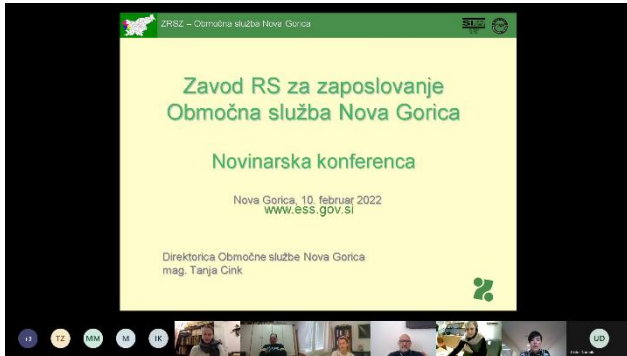 ZRSZ – Območna služba Nova Gorica
Zavod RS za zaposlovanje
Območna služba Nova Gorica
Novinarska konferenca
Nova Gorica, 10. februar 2022
www.ess.gov.si
Direktorica Območne službe Nova Gorica
mag. Tanja Cink
TZ
MM
M
IK
UD